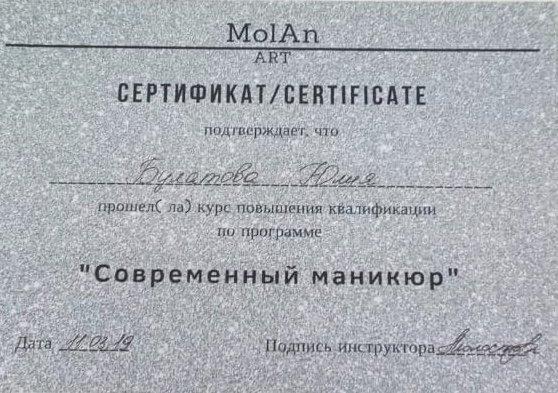 MolAn
ART
СЕРТИФИКАТ/CERTIFICATE
подтверждает, что
Булатова Юлия
прошел( ла) курс повышения квалификации
по программе
"Современный маникюр"
Дата 11.03.19 Подпись инструктора